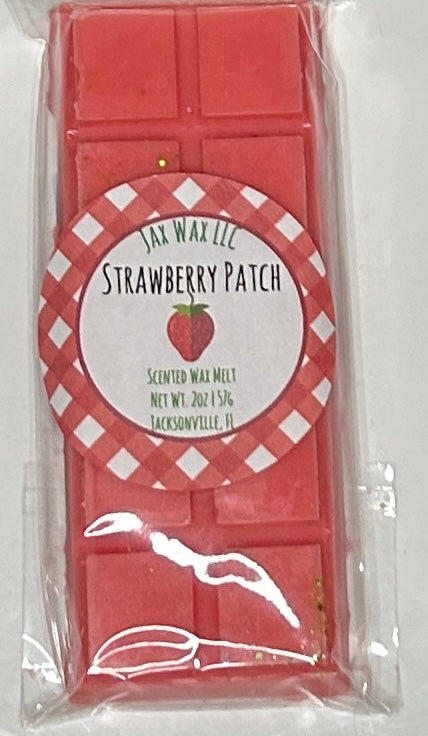 Jax Wax LLC
Strawberry Patch
Scented Wax Melt
Net Wt. 2oz | 57g
Jacksonville, FL